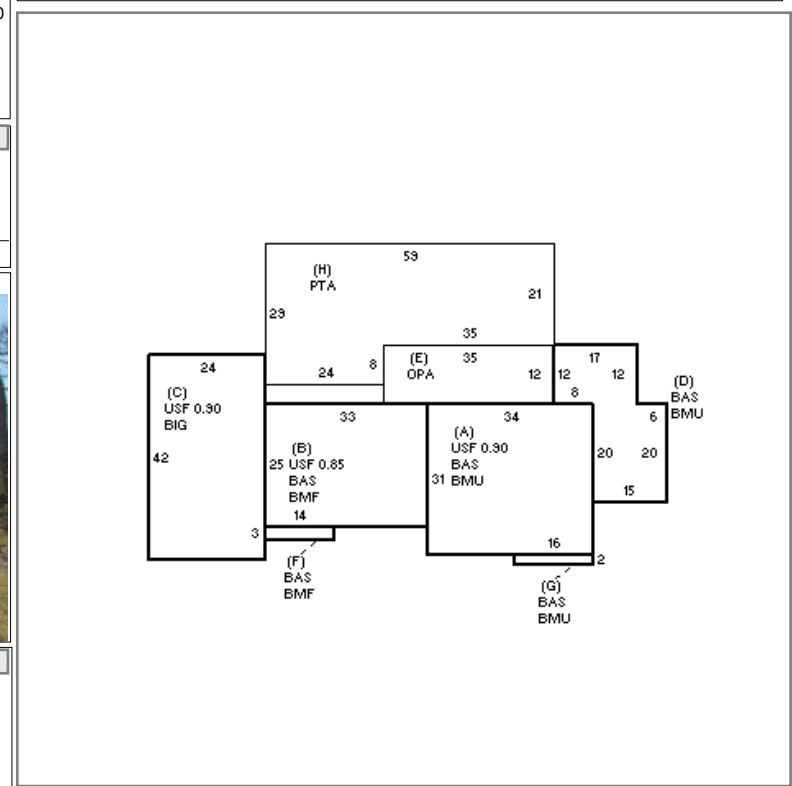 59
(H)
PTA
21
29
35
8
(E)
OPA
35
24
12
12
17
12
8
(D)
BAS
BMU
24
(C)
USF 0.90
BIG
42
3
33
(B)
25 USF 0.85
BAS
BMF
14
34
(A)
USF 0.90
BAS
31 BMU
16
6
20
20
15
2
(F)
BAS
BMF
(G)
BAS
BMU